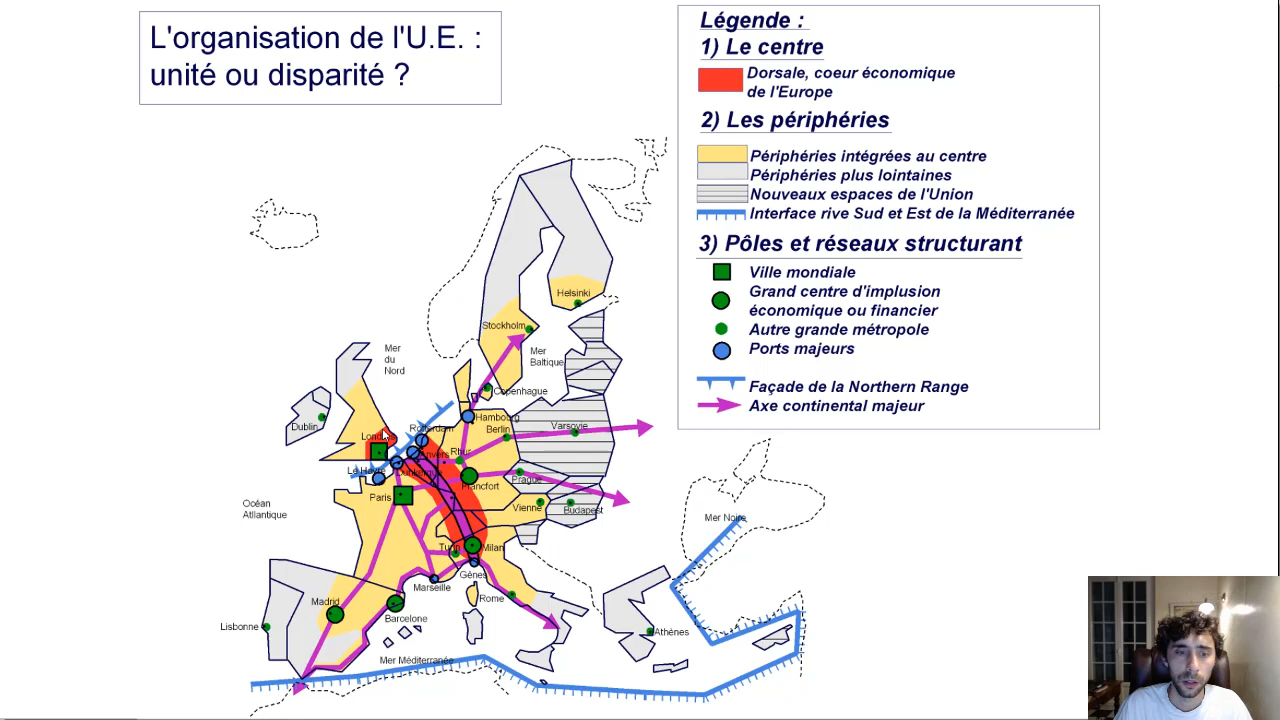 L'organisation de l'U.E. :
unité ou disparité ?
Légende :
1) Le centre
Dorsale, coeur économique
de l'Europe
2) Les périphéries
Périphéries intégrées au centre
Périphéries plus lointaines
Nouveaux espaces de l'Union
Interface rive Sud et Est de la Méditerranée
3) Pôles et réseaux structurant
Ville mondiale
Grand centre d'implusion
économique ou financier
Autre grande métropole
Ports majeurs
Façade de la Northern Range
Axe continental majeur
Helsinki
Stockholm
Mer
du
Nord
Mer
Baltique
Copenhague
Dublin
Hambourg
Rotterdam
Berlin
Varsovie
Anvers
Rhur
Le Havre
Prague
Francfort
Paris
Océan
Atllantique
Vienne
Budapest
Mer Noire
Turin
Milan
Gênes
Marseille
Rome
Madrid
Barcelone
Lisbonne
Athénes
Mer Méditerranée